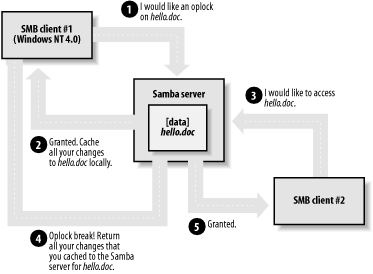 1 I would like an oplock
on hello.doc.
SMB client #1
(Windows NT 4.0)
Samba server
[data]
hello.doc
3 I would like to access
hello.doc.
2 Granted. Cache
all your changes
to hello.doc locally.
SMB client #2
5 Granted.
4 Oplock break! Return
all your changes that
you cached to the Samba
server for hello.doc.